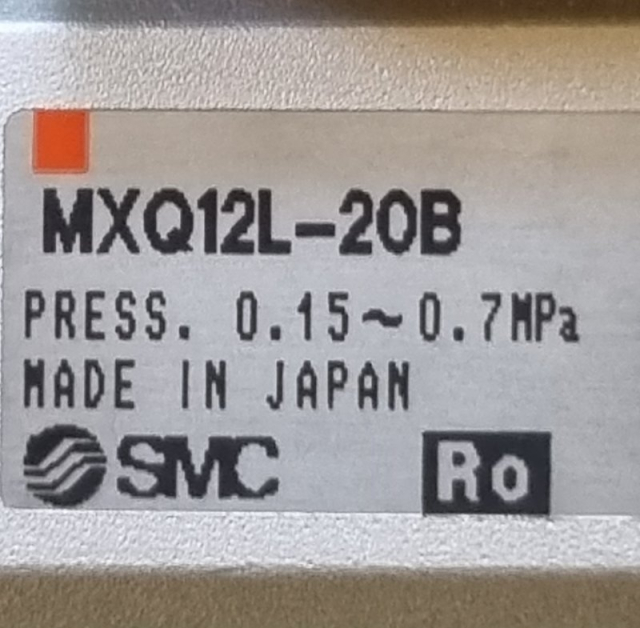 MXQ12L-20B
PRESS. 0.15~0.7MPa
MADE IN JAPAN
SMC Ro